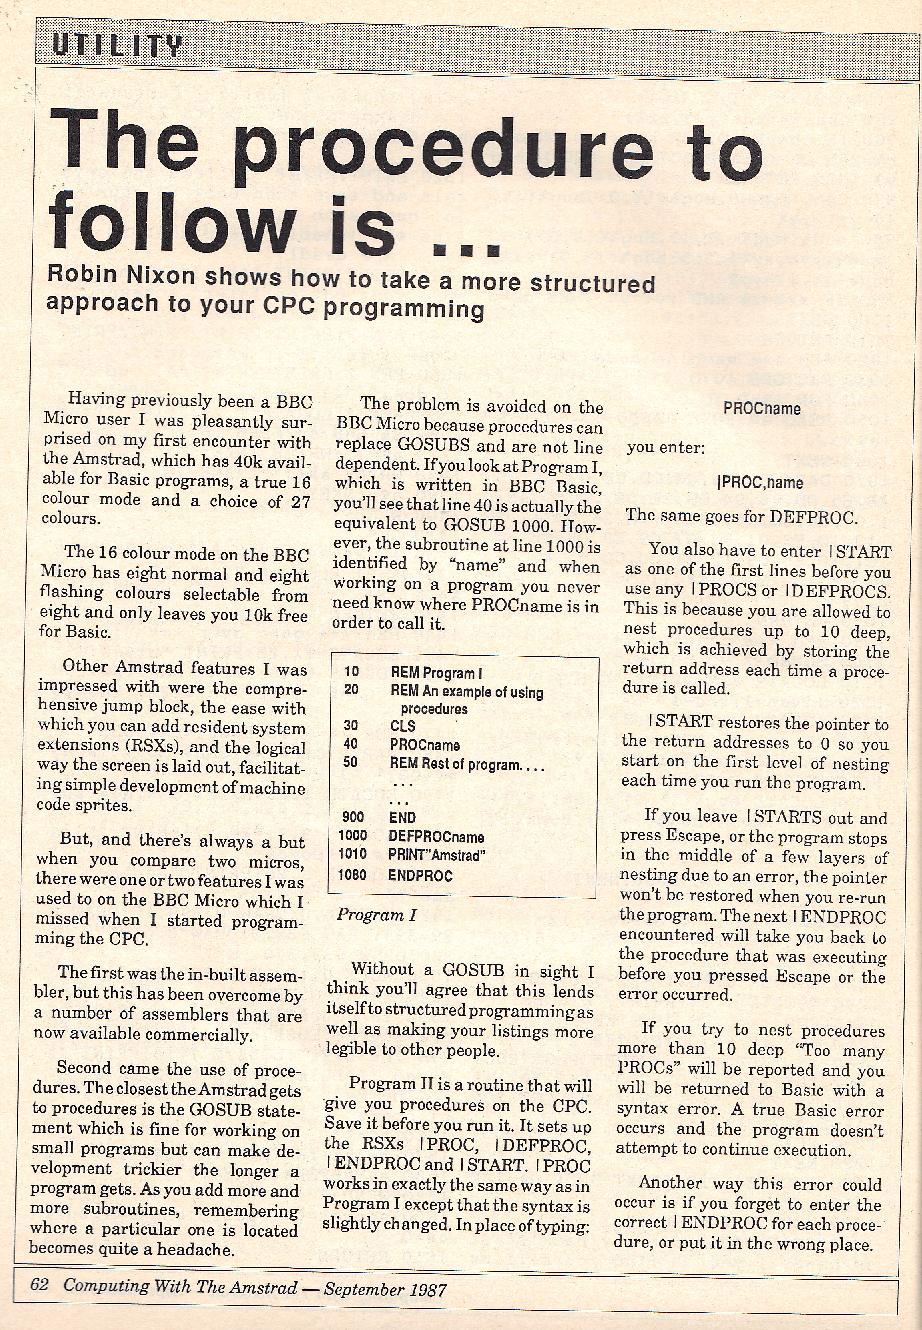 UTILITY
The procedure to
follow is ...
Robin Nixon shows how to take a more structured
approach to your CPC programming
Having previously been a BBC
Micro user I was pleasantly sur-
prised on my first encounter with
the Amstrad, which has 40k avail-
able for Basic programs, a true 16
colour mode and a choice of 27
colours.
The 16 colour mode on the BBC
Micro has eight normal and eight
flashing colours selectable from
eight and only leaves you 10k free
for Basic.
Other Amstrad features I was
impressed with were the compre-
hensive jump block, the ease with
which you can add resident system
extensions (RSXs), and the logical
way the screen is laid out, facilitat-
ing simple development of machine
code sprites.
But, and there's always a but
when you compare two micros,
there were one or two features I was
used to on the BBC Micro which I
missed when I started program-
ming the CPC.
The first was the in-built assem-
bler, but this has been overcome by
a number of assemblers that are
now available commercially.
Second came the use of proce-
dures. The closest the Amstrad gets
to procedures is the GOSUB state-
ment which is fine for working on
small programs but can make de-
velopment trickier the longer a
program gets. As you add more and
more subroutines, remembering
where a particular one is located
becomes quite a headache.
The problem is avoided on the
BBC Micro because procedures can
replace GOSUBS and are not line
dependent. If you look at Program I,
which is written in BBC Basic,
you'll see that line 40 is actually the
equivalent to GOSUB 1000. How-
ever, the subroutine at line 1000 is
identified by "name" and when
working on a program you never
need know where PROCname is in
order to call it.
10 REM Program I
20 REM An example of using
procedures
30 CLS
40 PROCname
50 REM Rest of program....
...
...
900 END
1000 DEFPROCname
1010 PRINT"Amstrad"
1080 ENDPROC
Program I
Without a GOSUB in sight I
think you'll agree that this lends
itself to structured programming as
well as making your listings more
legible to other people.
Program II is a routine that will
give you procedures on the CPC.
Save it before you run it. It sets up
the RSXs |PROC, |DEFPROC,
|ENDPROC and |START. |PROC
works in exactly the same way as in
Program I except that the syntax is
slightly changed. In place of typing:
PROCname
you enter:
|PROC,name
The same goes for DEFPROC.
You also have to enter |START
as one of the first lines before you
use any |PROCS or |DEFPROCS.
This is because you are allowed to
nest procedures up to 10 deep,
which is achieved by storing the
return address each time a proce-
dure is called.
|START restores the pointer to
the return addresses to 0 so you
start on the first level of nesting
each time you run the program.
If you leave |STARTS out and
press Escape, or the program stops
in the middle of a few layers of
nesting due to an error, the pointer
won't be restored when you re-run
the program. The next |ENDPROC
encountered will take you back to
the procedure that was executing
before you pressed Escape or the
error occurred.
If you try to nest procedures
more than 10 deep "Too many
PROCs" will be reported and you
will be returned to Basic with a
syntax error. A true Basic error
occurs and the program doesn't
attempt to continue execution.
Another way this error could
occur is if you forget to enter the
correct |ENDPROC for each proce-
dure, or put it in the wrong place.
62 Computing With The Amstrad — September 1987